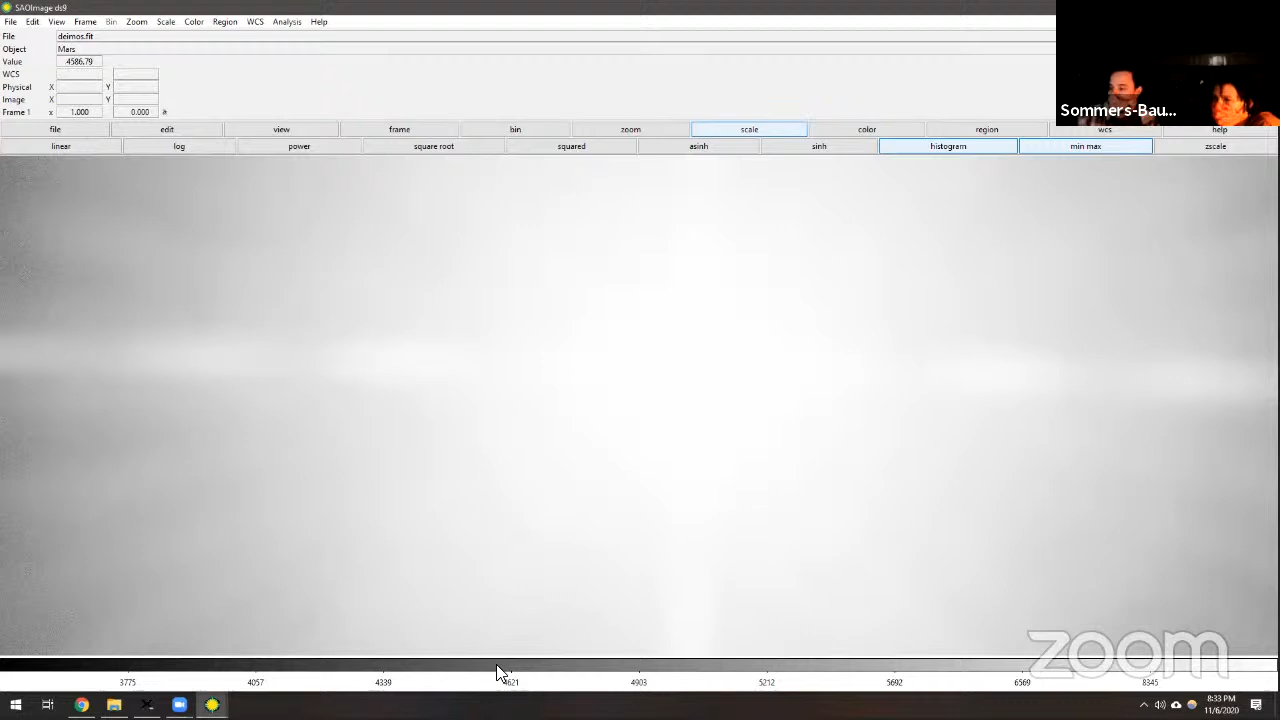 SAOImage ds9
File Edit View Frame Bin Zoom Scale Color Region WCS Analysis Help
File deimos.fit
Object Mars
Value 4586.79
WCS
Physical X Y
Image X Y
Frame 1 x 1.000 0.000 °
file edit view frame bin zoom scale color region wcs help
linear log power square root squared asinh sinh histogram min max zscale
Sommers-Bau...
zoom
3775 4057 4339 4621 4903 5212 5692 6569 8345
8:33 PM
11/6/2020